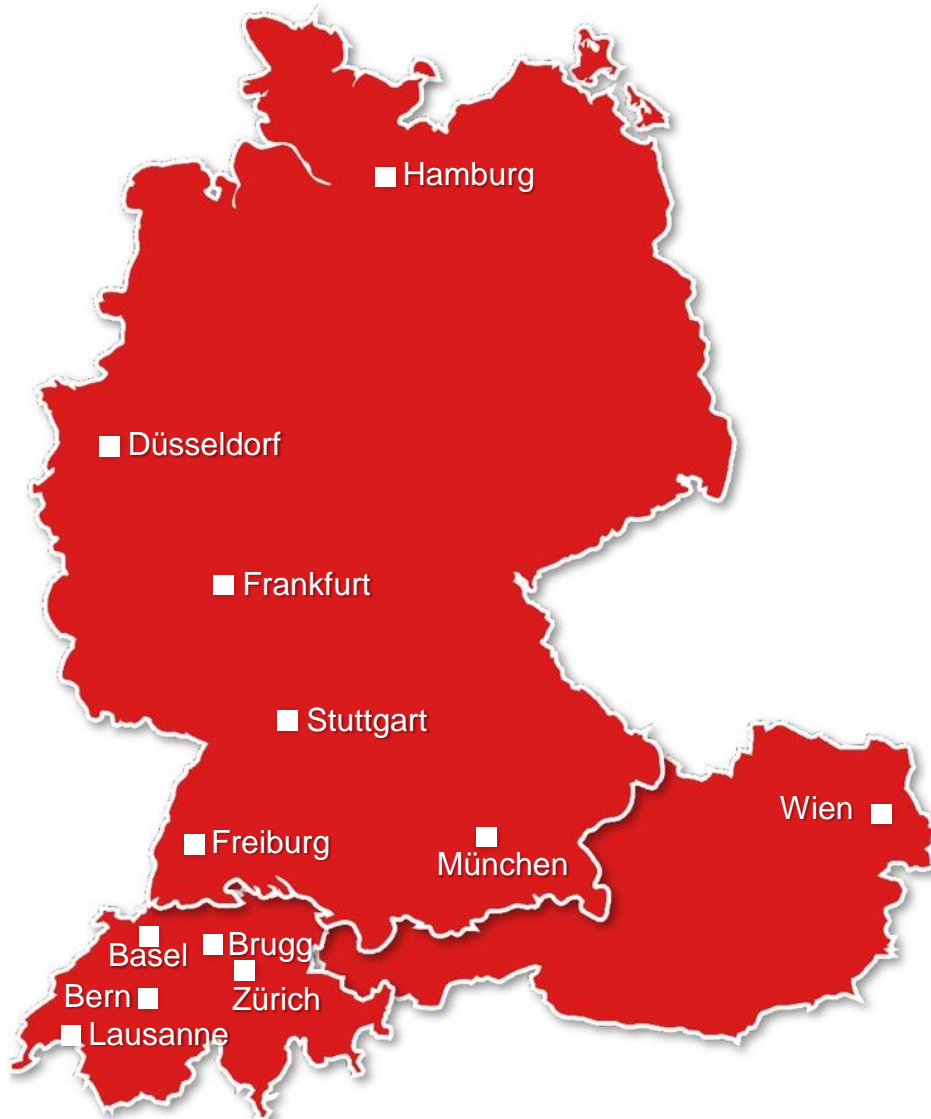 Hamburg
Düsseldorf
Frankfurt
Stuttgart
Wien
Freiburg
München
Basel
Brugg
Bern
Zürich
Lausanne